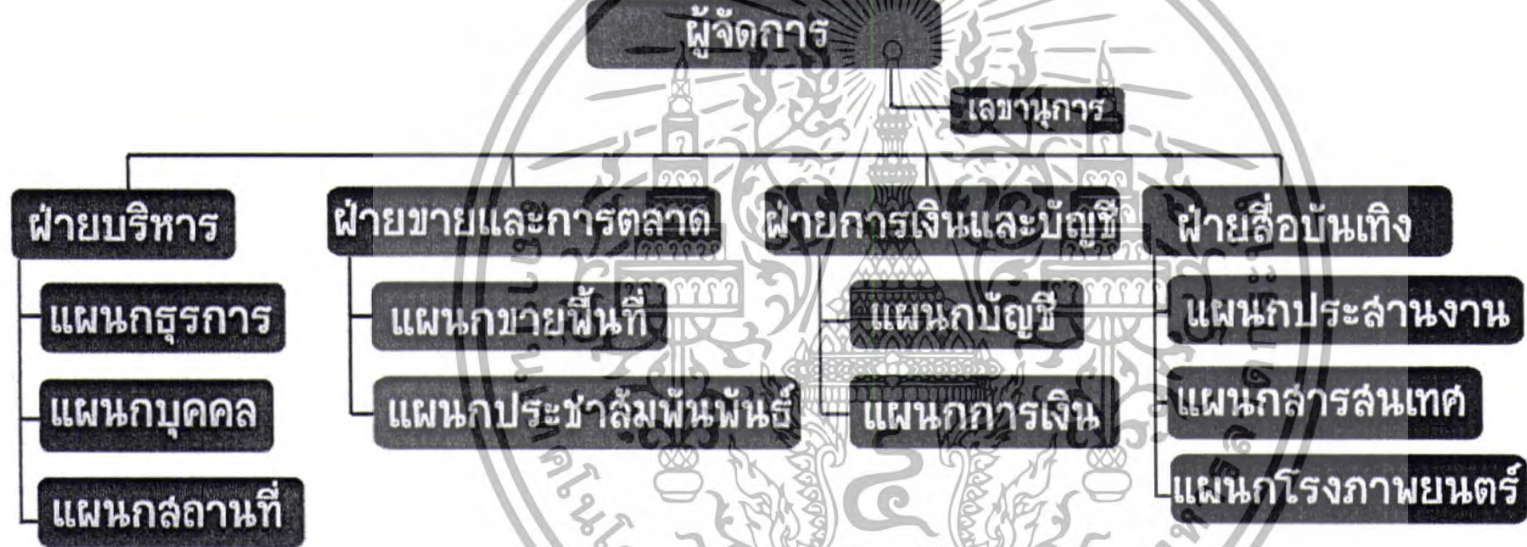 ผู้จัดการ
เลขานุการ
ฝ่ายบริหาร
แผนกธุรการ
แผนกบุคคล
แผนกสถานที่
ฝ่ายขายและการตลาด
แผนกขายพื้นที่
แผนกประชาสัมพันพันธ์
ฝ่ายการเงินและบัญชี
แผนกบัญชี
แผนกการเงิน
ฝ่ายสื่อบันเทิง
แผนกประสานงาน
แผนกสารสนเทศ
แผนกโรงภาพยนตร์